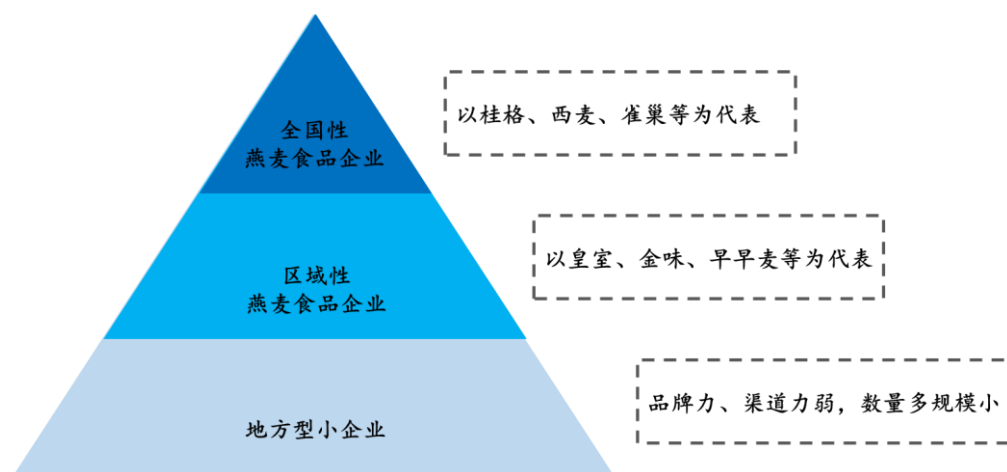 全国性
燕麦食品企业
以桂格、西麦、雀巢等为代表
区域性
燕麦食品企业
以皇室、金味、早早麦等为代表
地方型小企业
品牌力、渠道力弱，数量多规模小